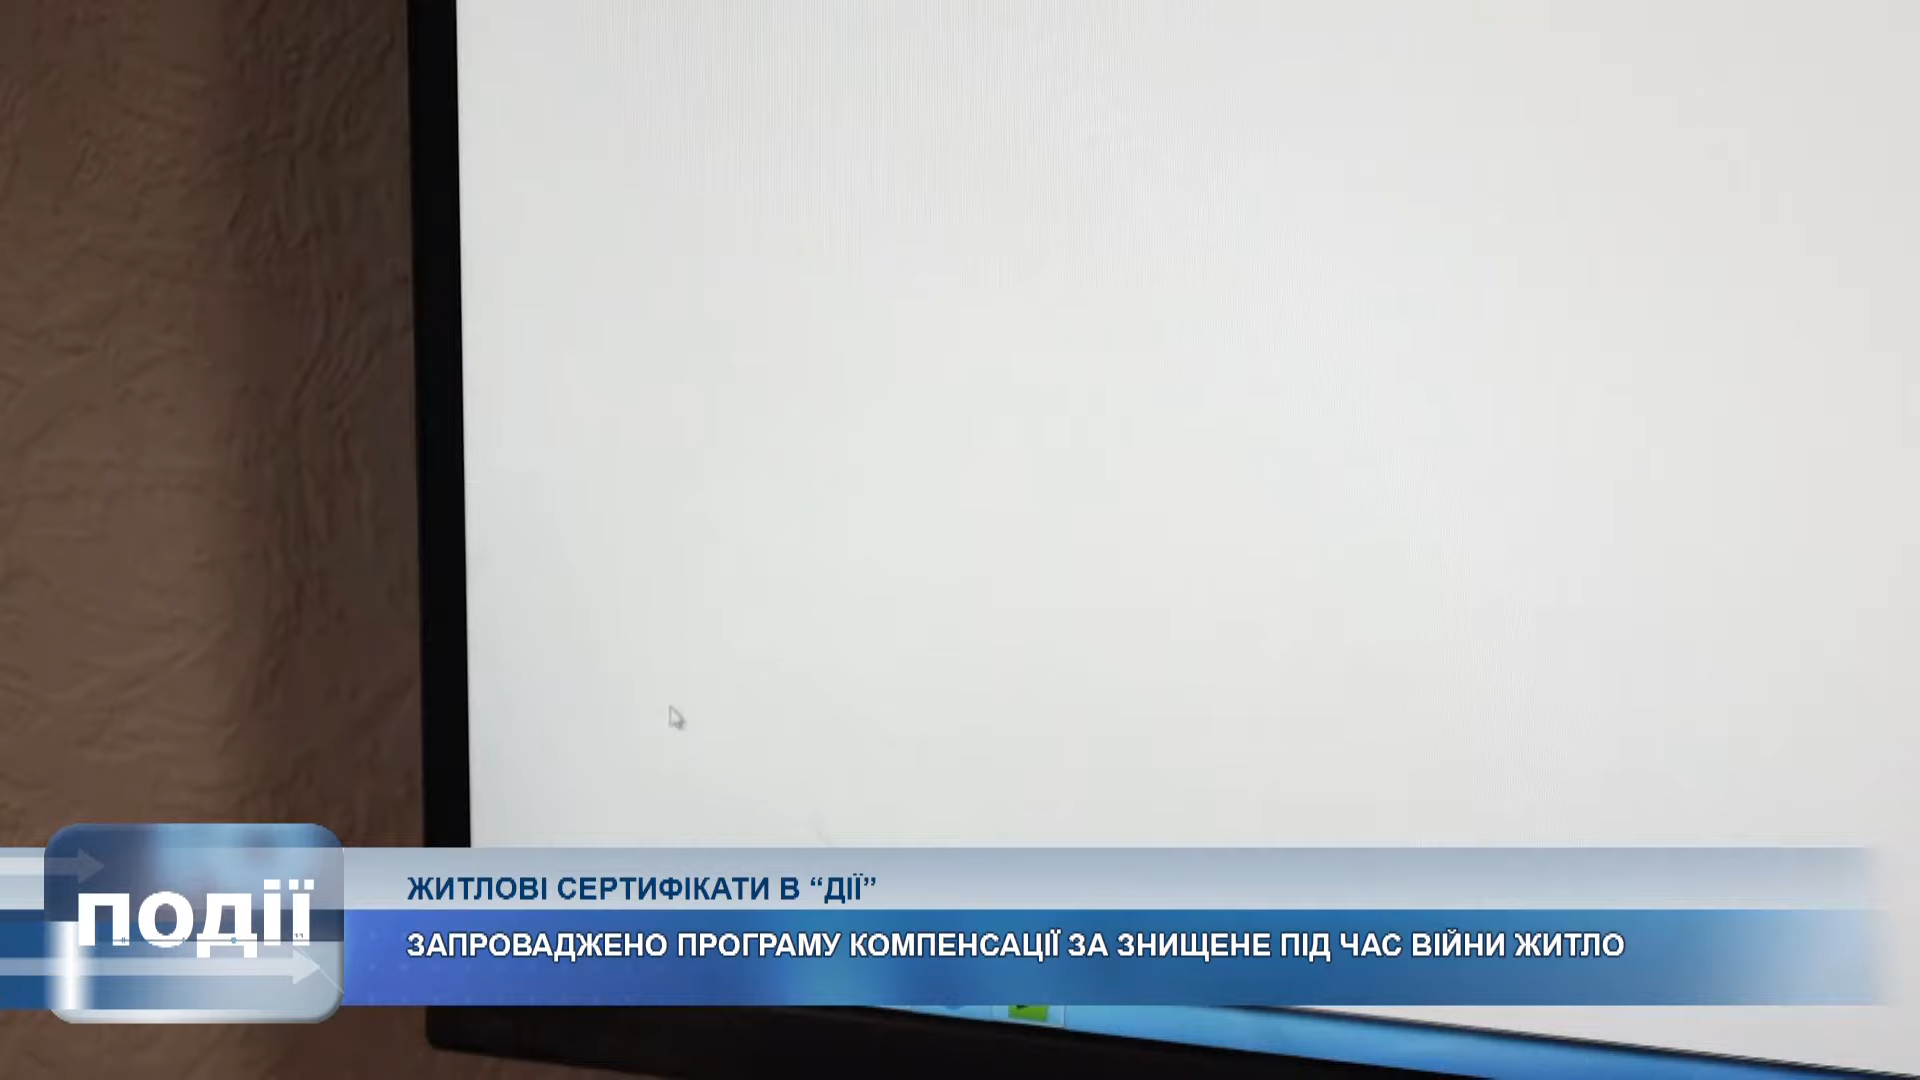 ЖИТЛОВІ СЕРТИФІКАТИ В “ДІЇ”
події
ЗАПРОВАДЖЕНО ПРОГРАМУ КОМПЕНСАЦІЇ ЗА ЗНИЩЕНЕ ПІД ЧАС ВІЙНИ ЖИТЛО